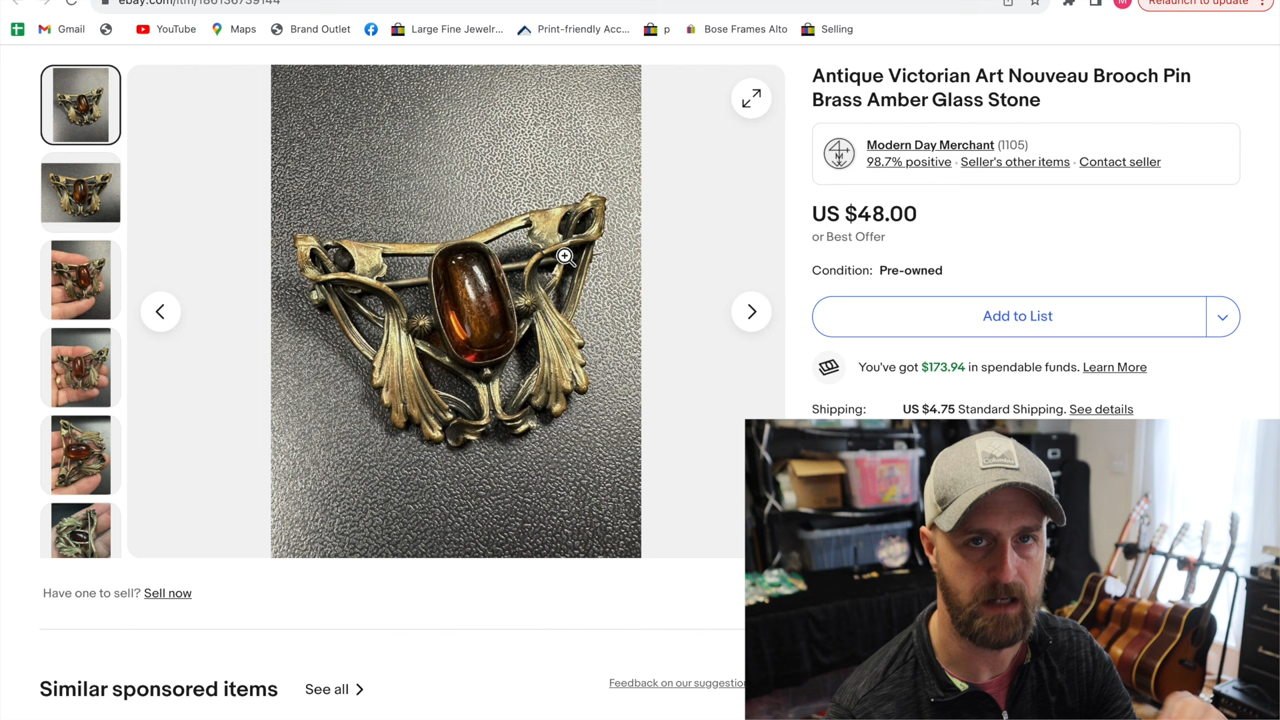 ebay.com/itm/186136739144
Relaunch to update
Gmail
YouTube
Maps
Brand Outlet
Large Fine Jewelr...
Print-friendly Acc...
p
Bose Frames Alto
Selling
Antique Victorian Art Nouveau Brooch Pin
Brass Amber Glass Stone
Modern Day Merchant (1105)
98.7% positive · Seller's other items · Contact seller
US $48.00
or Best Offer
Condition: Pre-owned
Add to List
You've got $173.94 in spendable funds. Learn More
Shipping: US $4.75 Standard Shipping. See details
Have one to sell? Sell now
Similar sponsored items See all
Feedback on our suggestio